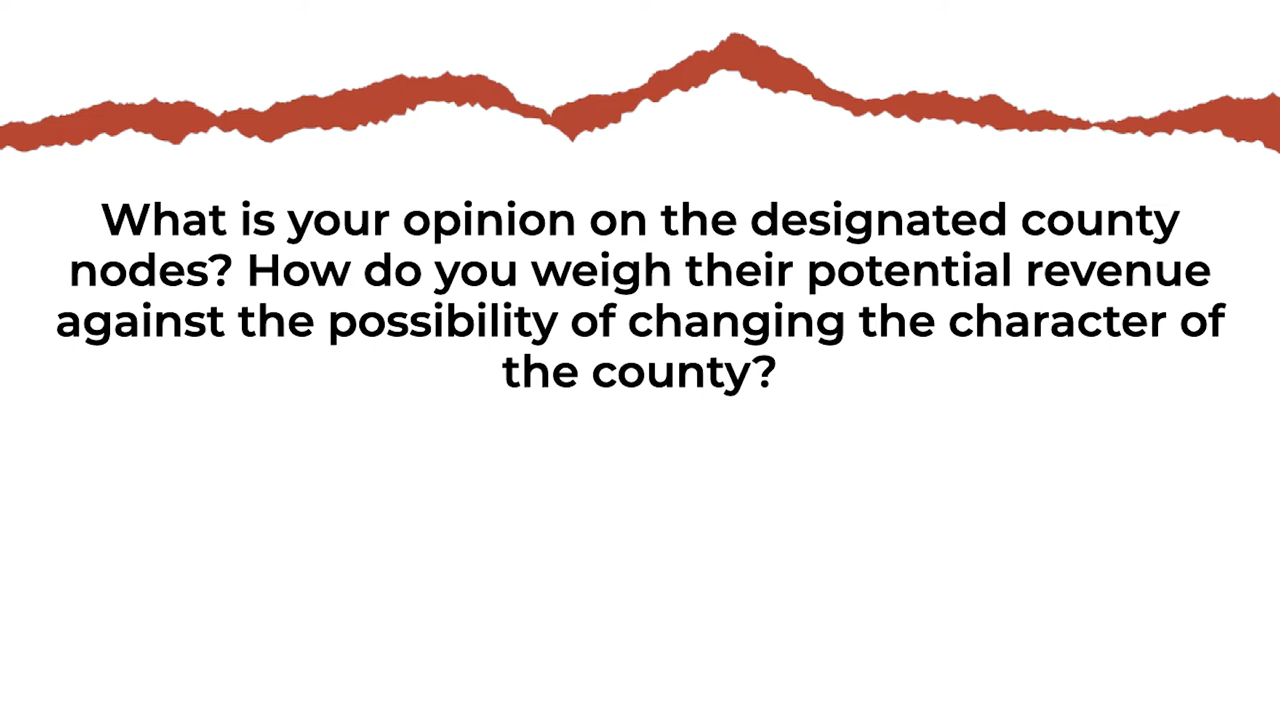 What is your opinion on the designated county
nodes? How do you weigh their potential revenue
against the possibility of changing the character of
the county?